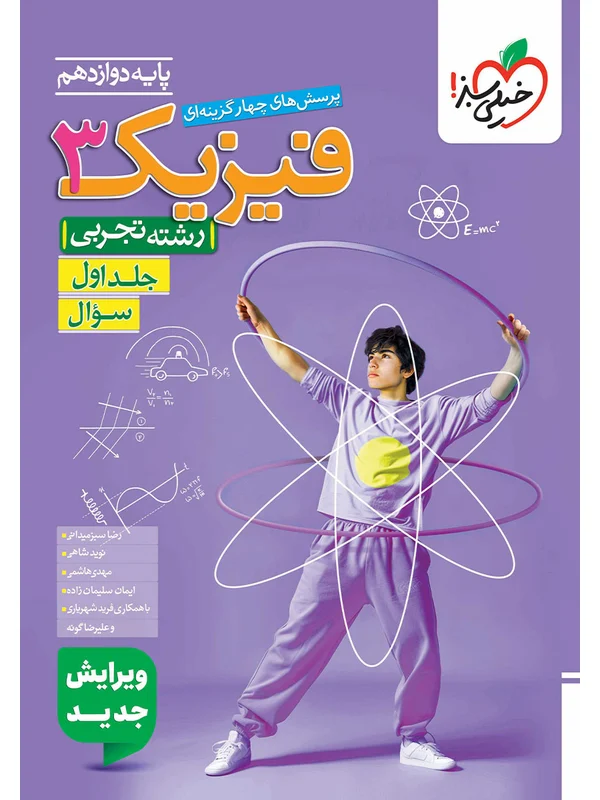 خیلی سبز!
پایه دوازدهم
پرسش‌های چهارگزینه‌ای
فیزیک ۳
رشته تجربی
جلد اول
سؤال
E=mc²
رضا سبزمیدانی
نوید شاهی
مهدی هاشمی
ایمان سلیمان زاده
با همکاری فرید شهریاری
و علیرضا گونه
ویرایش
جدید